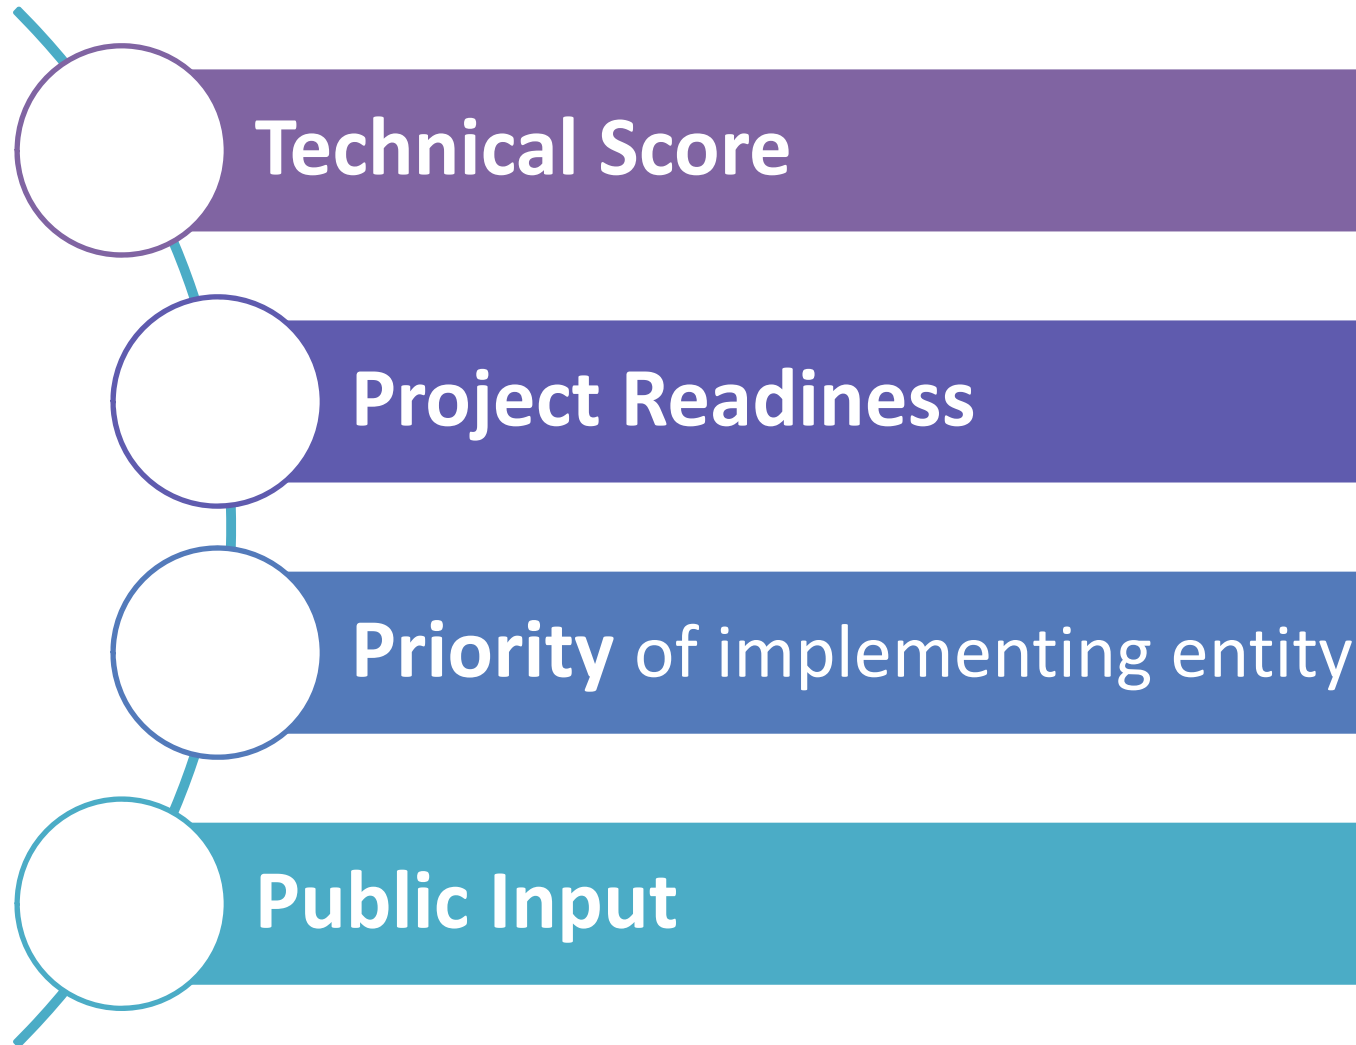 Technical Score
Project Readiness
Priority of implementing entity
Public Input